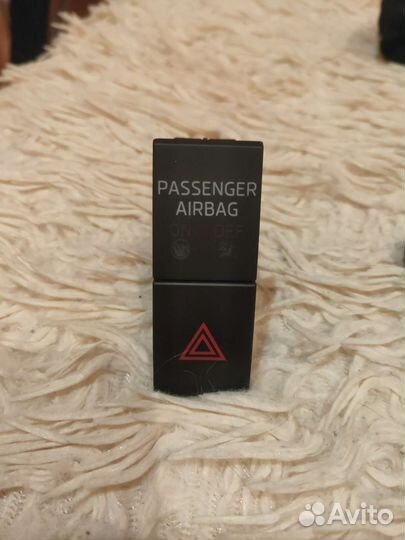 PASSENGER
AIRBAG
ON OFF
Avito